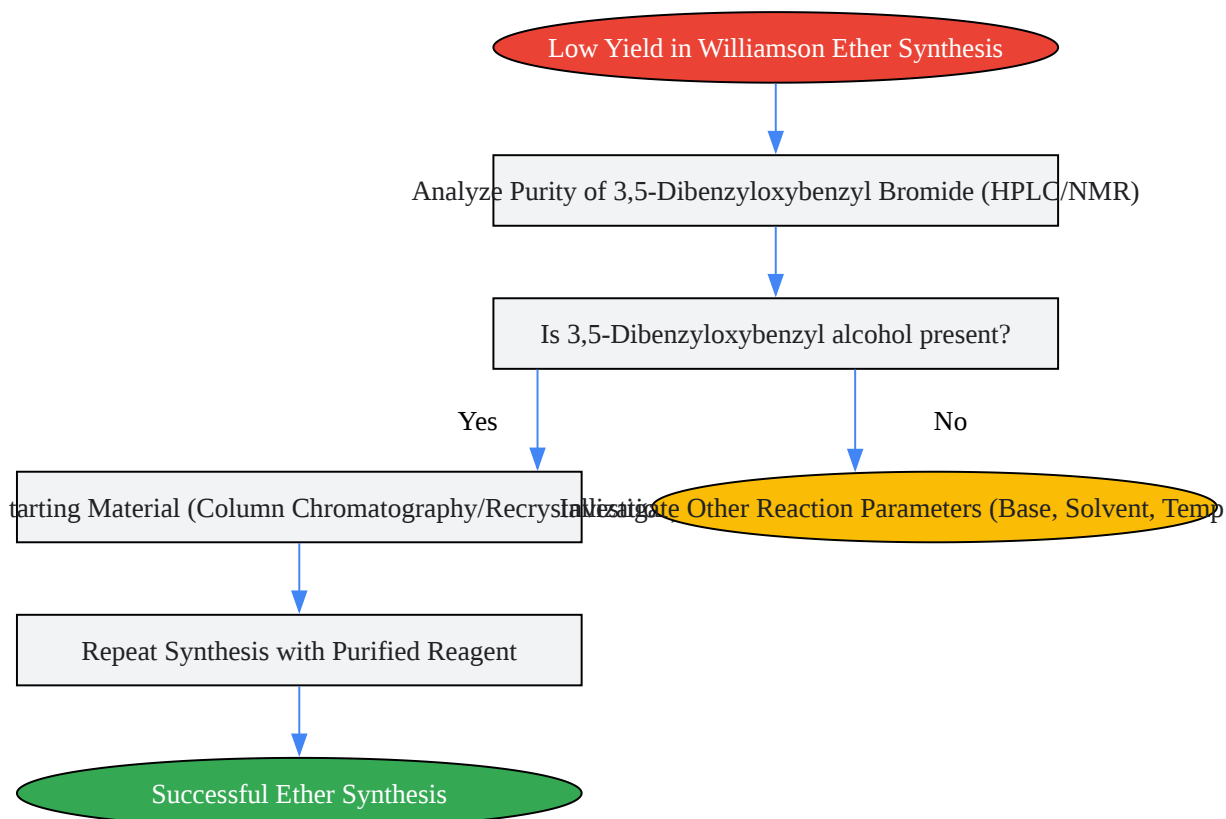 Low Yield in Williamson Ether Synthesis
Analyze Purity of 3,5-Dibenzyloxybenzyl Bromide (HPLC/NMR)
Is 3,5-Dibenzyloxybenzyl alcohol present?
Yes
No
tarting Material (Column Chromatography/Recrystallization)
Investigate Other Reaction Parameters (Base, Solvent, Temp
Repeat Synthesis with Purified Reagent
Successful Ether Synthesis